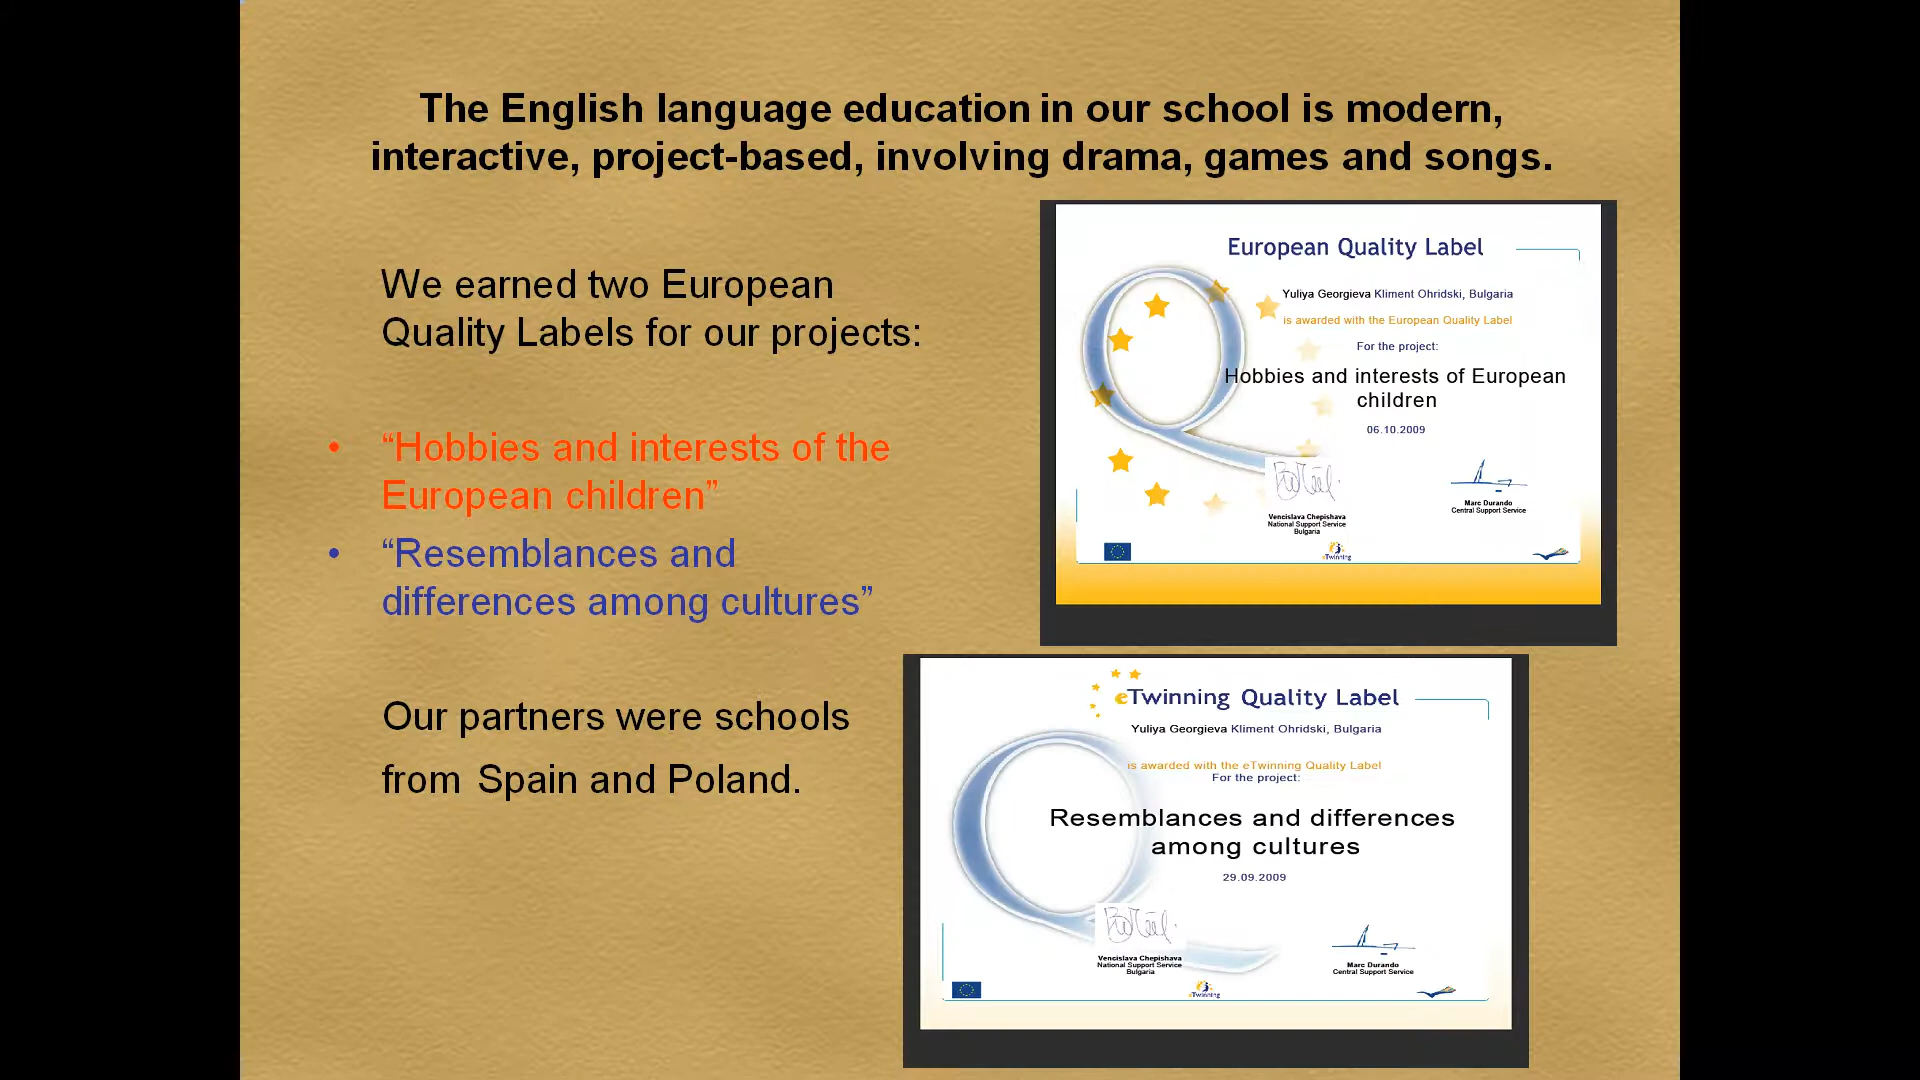 The English language education in our school is modern,
interactive, project-based, involving drama, games and songs.
We earned two European
Quality Labels for our projects:
• “Hobbies and interests of the
European children”
• “Resemblances and
differences among cultures”
Our partners were schools
from Spain and Poland.
European Quality Label
Yuliya Georgieva Kliment Ohridski, Bulgaria
is awarded with the European Quality Label
For the project:
Hobbies and interests of European
children
06.10.2009
Vencislava Chepishava
National Support Service
Bulgaria
Marc Durando
Central Support Service
eTwinning
eTwinning Quality Label
Yuliya Georgieva Kliment Ohridski, Bulgaria
is awarded with the eTwinning Quality Label
For the project:
Resemblances and differences
among cultures
29.09.2009
Vencislava Chepishava
National Support Service
Bulgaria
Marc Durando
Central Support Service
eTwinning